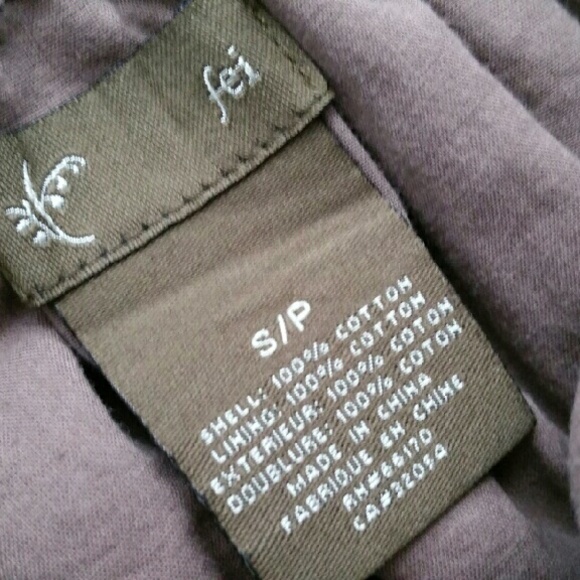 fei
S/P
SHELL: 100% COTTON
LINING: 100% COTTON
EXTERIEUR: 100% COTON
DOUBLURE: 100% COTON
MADE IN CHINA
FABRIQUE EN CHINE
RN#66170
CA#32094